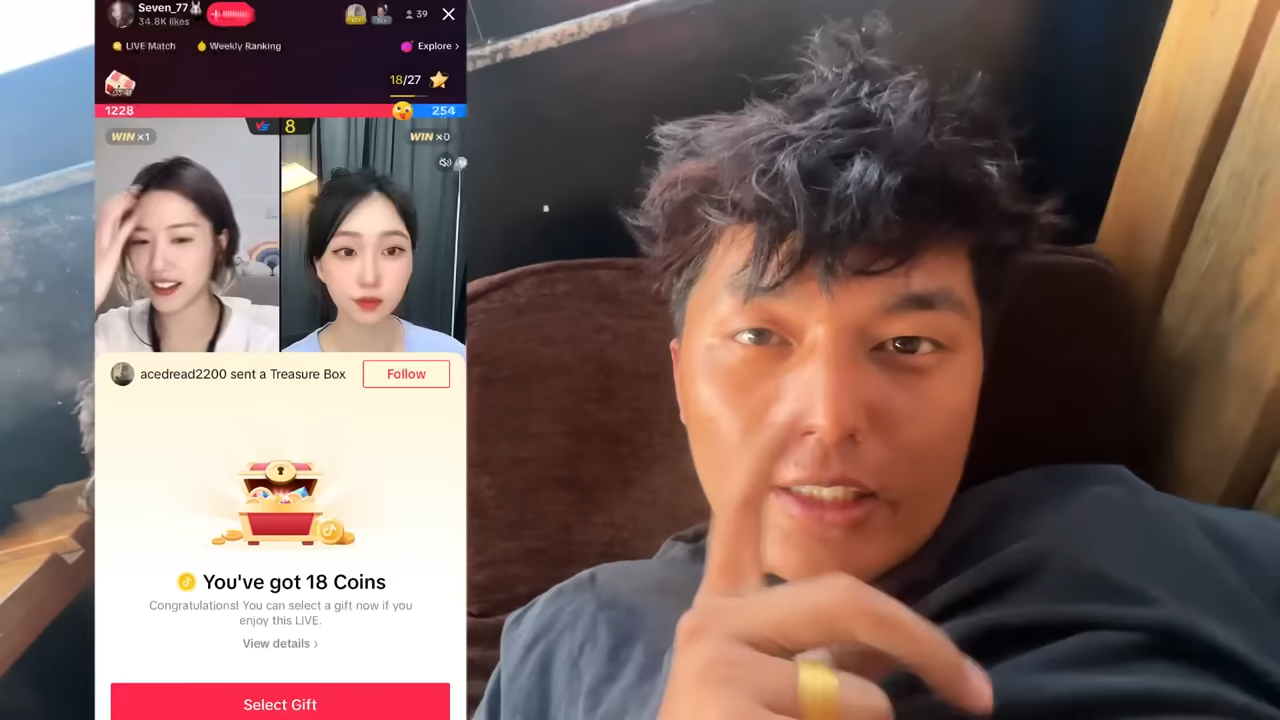 Seven_77
34.8K likes
39
LIVE Match
Weekly Ranking
Explore ›
18/27
1228
254
WIN ×1
VS
8
WIN ×0
acedread2200 sent a Treasure Box
Follow
You've got 18 Coins
Congratulations! You can select a gift now if you
enjoy this LIVE.
View details ›
Select Gift